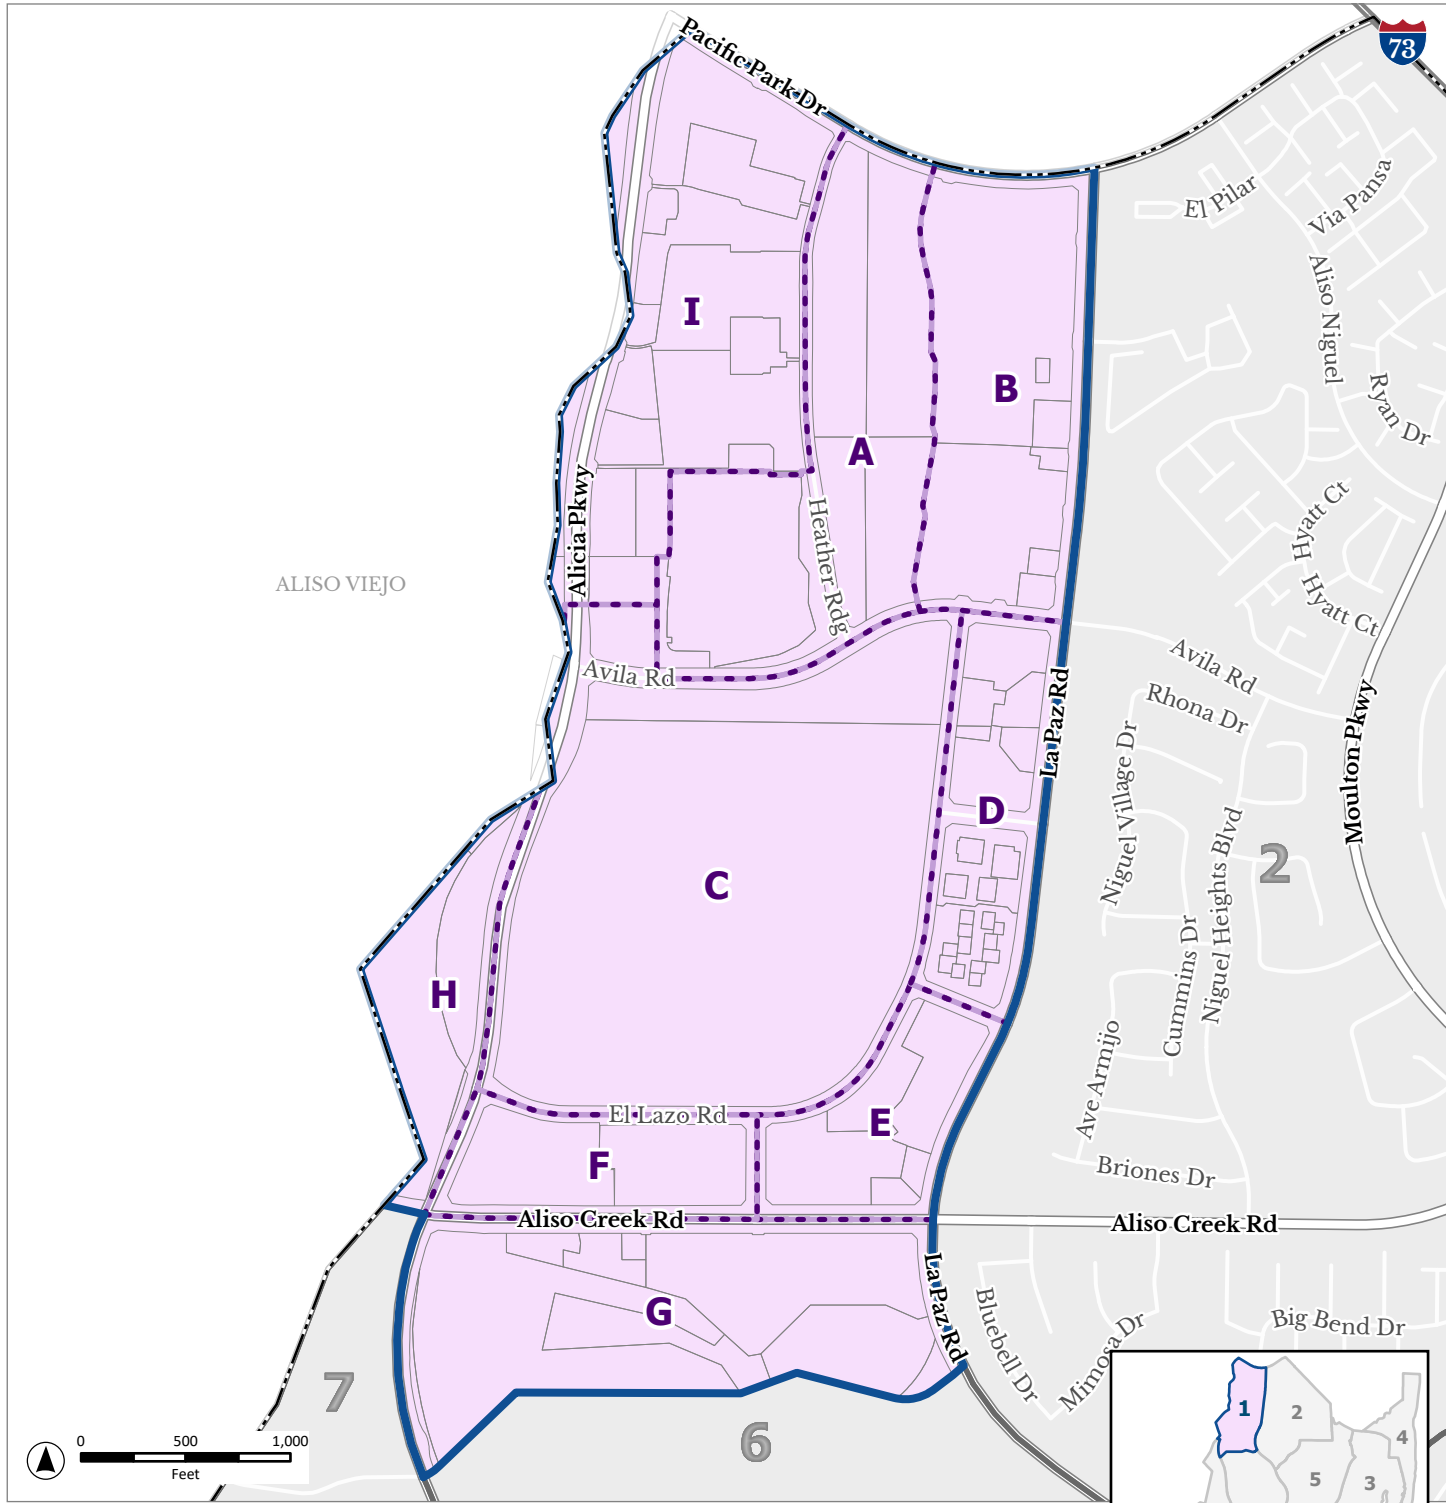 Pacific Park Dr
73
El Pilar
Via Pansa
Aliso Niguel
I
B
Ryan Dr
A
Alicia Pkwy
Heather Rdg
Hyatt Ct
ALISO VIEJO
Hyatt Ct
Avila Rd
Avila Rd
La Paz Rd
Rhona Dr
Moulton Pkwy
Niguel Village Dr
D
2
Niguel Heights Blvd
C
H
Cummins Dr
Ave Armijo
El Lazo Rd
E
F
Briones Dr
Aliso Creek Rd
Aliso Creek Rd
G
La Paz Rd
Bluebell Dr
Mimosa Dr
Big Bend Dr
7
6
0 500 1,000
Feet
1
2
4
5
3